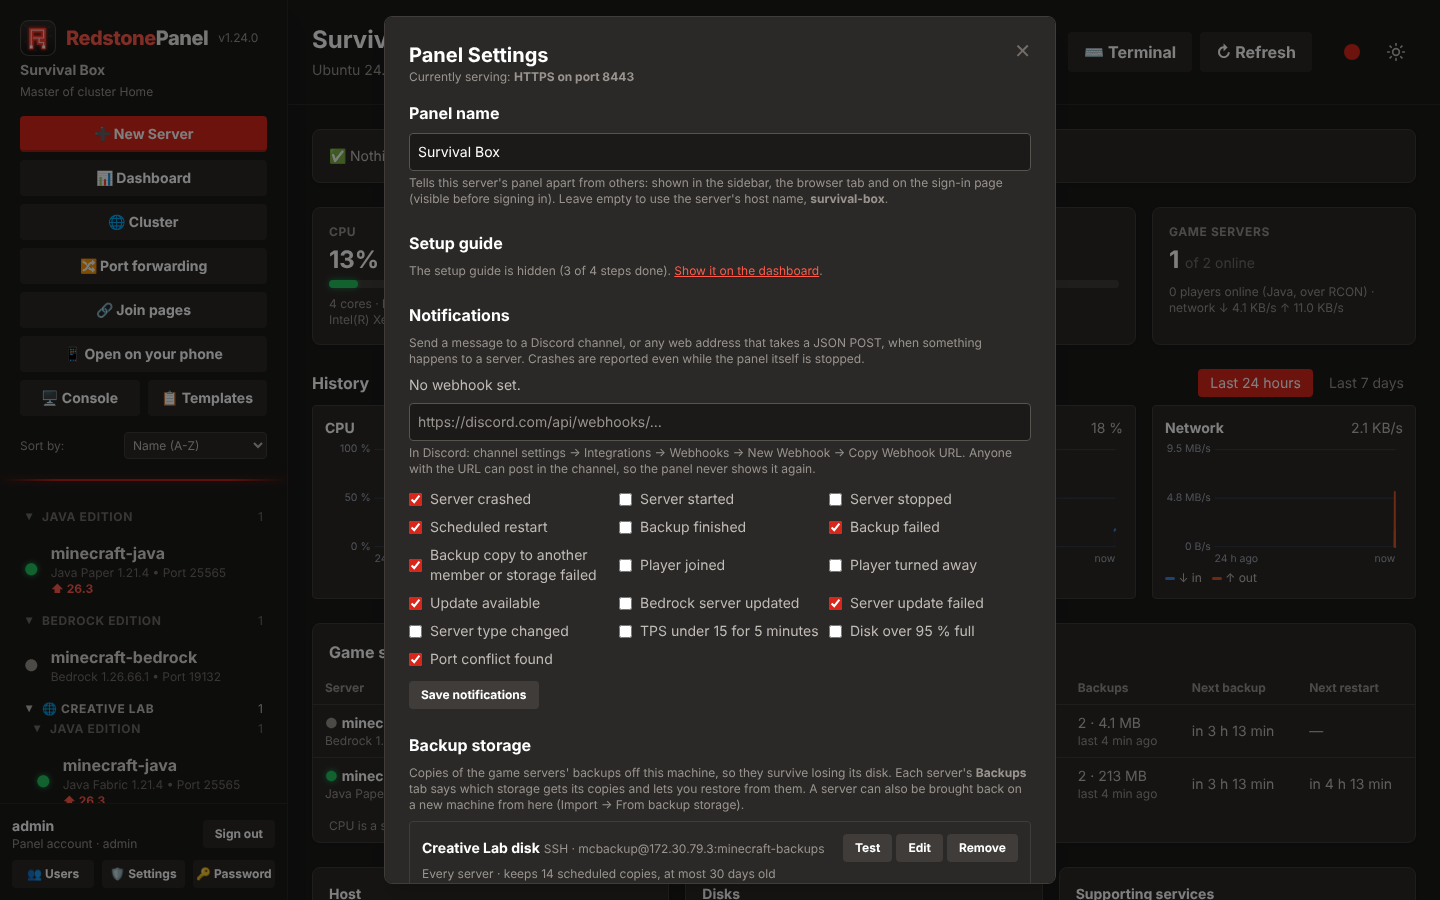 RedstonePanel v1.24.0
Survival Box
Master of cluster Home
➕ New Server
📊 Dashboard
🌐 Cluster
🔀 Port forwarding
🔗 Join pages
📱 Open on your phone
🖥️ Console
📋 Templates
Sort by:
Name (A-Z)
▼ JAVA EDITION 1
minecraft-java
Java Paper 1.21.4 • Port 25565
⬆ 26.3
▼ BEDROCK EDITION 1
minecraft-bedrock
Bedrock 1.26.66.1 • Port 19132
▼ 🌐 CREATIVE LAB 1
▼ JAVA EDITION 1
minecraft-java
Java Fabric 1.21.4 • Port 25565
⬆ 26.3
admin
Panel account · admin
Sign out
👥 Users
🛡️ Settings
🔑 Password
Surviv
Ubuntu 24.
⌨️ Terminal
↻ Refresh
✅ Nothi
CPU
13%
4 cores ·
Intel(R) Xe
GAME SERVERS
1 of 2 online
0 players online (Java, over RCON) ·
network ↓ 4.1 KB/s ↑ 11.0 KB/s
History
Last 24 hours
Last 7 days
CPU
18 %
100 %
50 %
0 %
24
now
Network
2.1 KB/s
9.5 MB/s
4.8 MB/s
0 B/s
24 h ago
now
↓ in ↑ out
Game s
Server
Backups
Next backup
Next restart
minec
Bedrock 1.
2 · 4.1 MB
last 4 min ago
in 3 h 13 min
—
minec
Java Pape
2 · 213 MB
last 4 min ago
in 3 h 13 min
in 4 h 13 min
CPU is a s
Host
Disks
Supporting services
Panel Settings
✕
Currently serving: HTTPS on port 8443
Panel name
Survival Box
Tells this server's panel apart from others: shown in the sidebar, the browser tab and on the sign-in page
(visible before signing in). Leave empty to use the server's host name, survival-box.
Setup guide
The setup guide is hidden (3 of 4 steps done). Show it on the dashboard.
Notifications
Send a message to a Discord channel, or any web address that takes a JSON POST, when something
happens to a server. Crashes are reported even while the panel itself is stopped.
No webhook set.
https://discord.com/api/webhooks/...
In Discord: channel settings → Integrations → Webhooks → New Webhook → Copy Webhook URL. Anyone
with the URL can post in the channel, so the panel never shows it again.
Server crashed
Server started
Server stopped
Scheduled restart
Backup finished
Backup failed
Backup copy to another
member or storage failed
Player joined
Player turned away
Update available
Bedrock server updated
Server update failed
Server type changed
TPS under 15 for 5 minutes
Disk over 95 % full
Port conflict found
Save notifications
Backup storage
Copies of the game servers' backups off this machine, so they survive losing its disk. Each server's Backups
tab says which storage gets its copies and lets you restore from them. A server can also be brought back on
a new machine from here (Import → From backup storage).
Creative Lab disk SSH · mcbackup@172.30.79.3:minecraft-backups
Test
Edit
Remove
Every server · keeps 14 scheduled copies, at most 30 days old